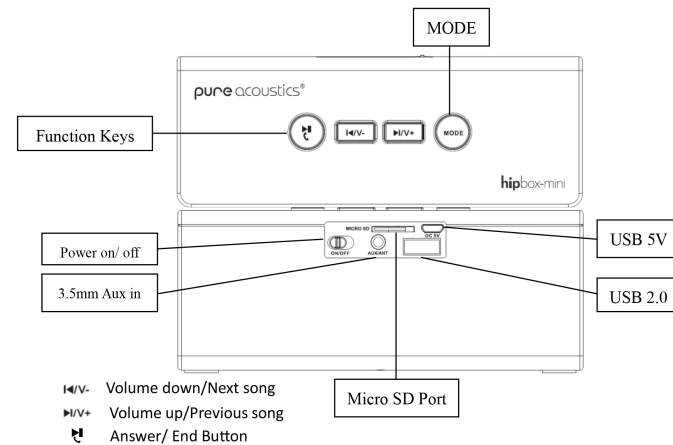 MODE
pure acoustics®
Function Keys
I◀/V-
▶I/V+
MODE
hipbox-mini
MICRO SD
DC 5V
ON/OFF
AUX/ANT
Power on/ off
3.5mm Aux in
USB 5V
USB 2.0
Micro SD Port
I◀/V- Volume down/Next song
▶I/V+ Volume up/Previous song
Answer/ End Button